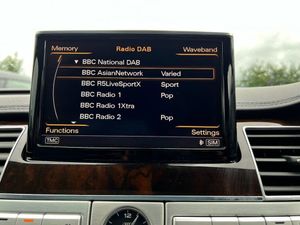 Memory Radio DAB Waveband
▼ BBC National DAB
BBC AsianNetwork Varied
BBC R5LiveSportX Sport
BBC Radio 1 Pop
BBC Radio 1Xtra
BBC Radio 2 Pop
Functions Settings
TMC SIM